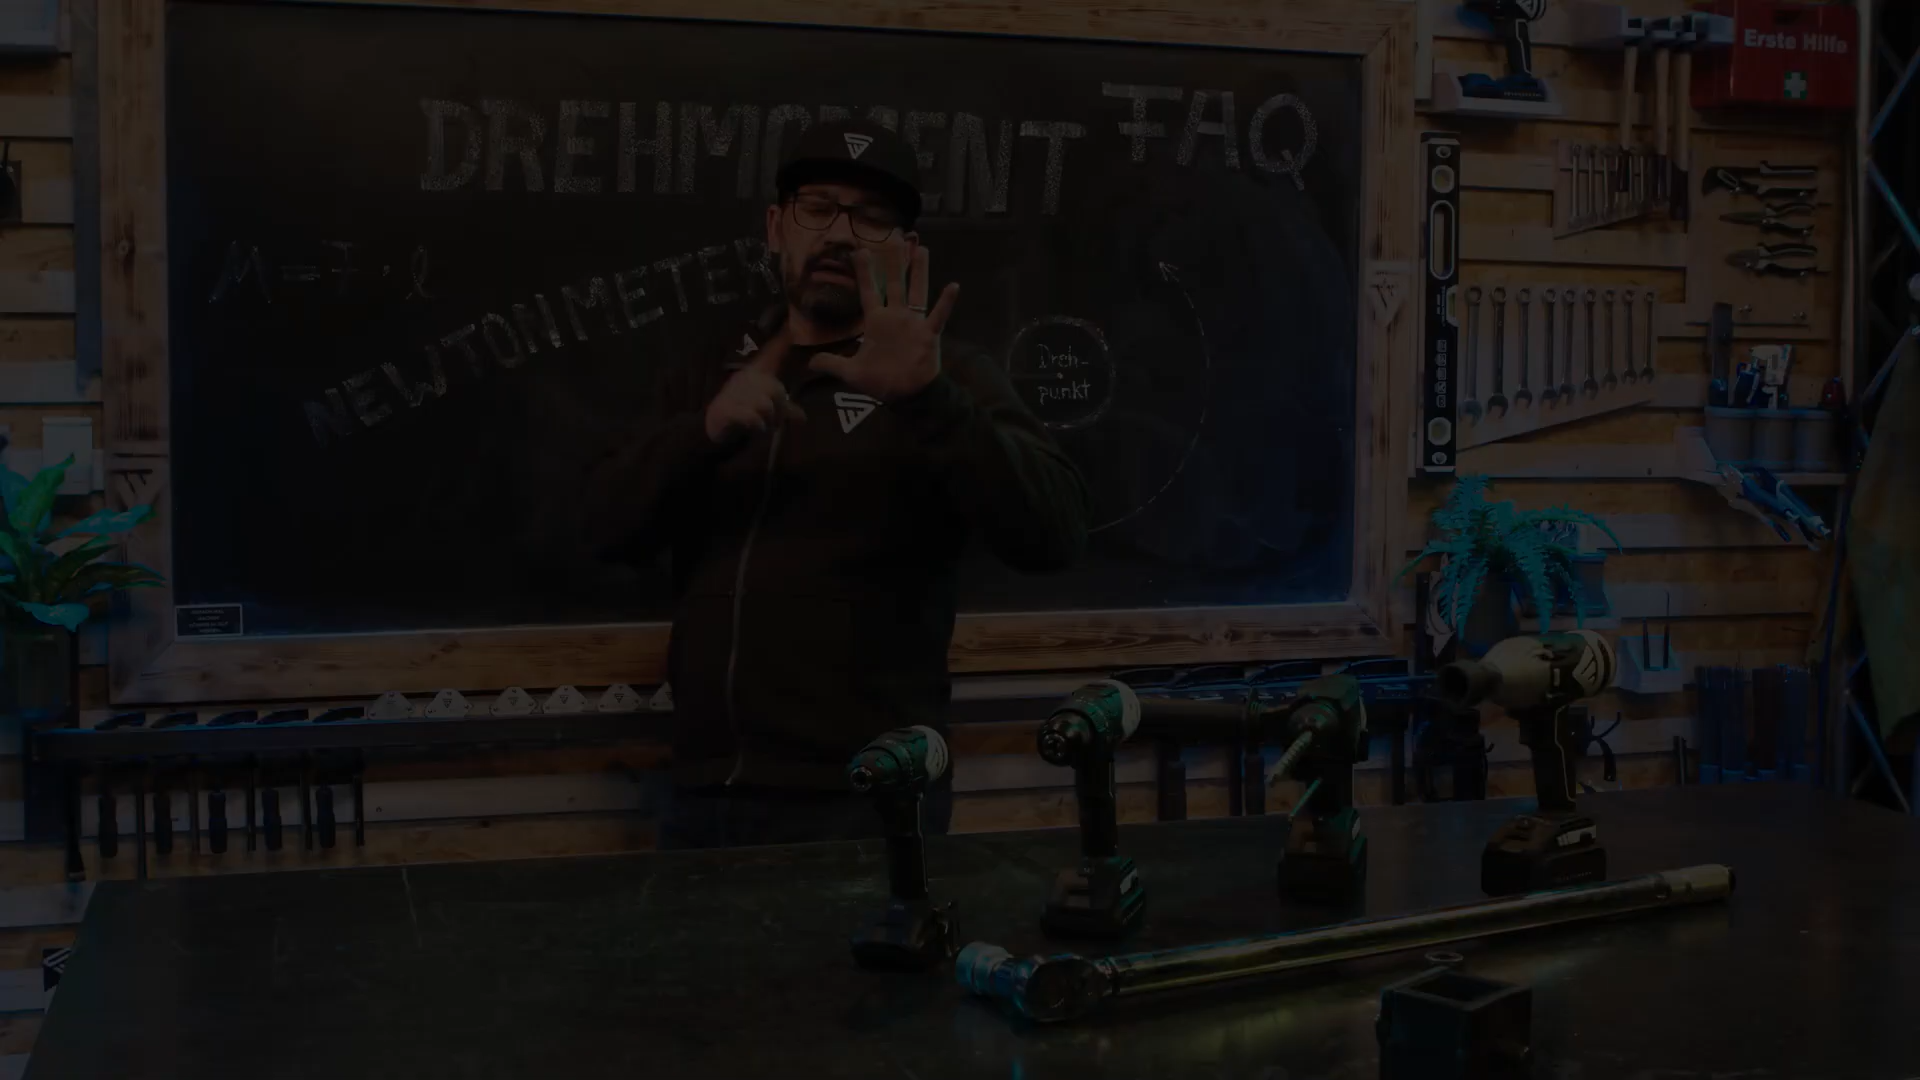 DREHMOMENT FAQ
M = F · l
NEWTONMETER
Dreh-
punkt
Erste Hilfe